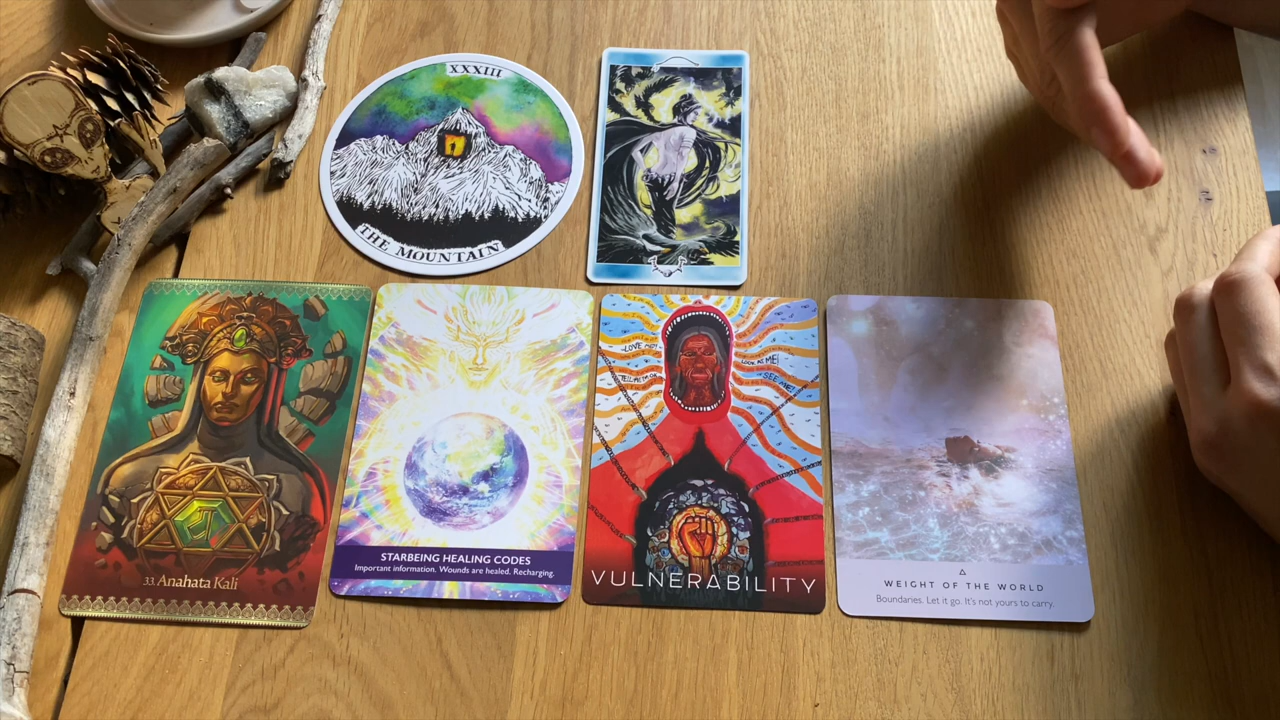 XXXIII
THE MOUNTAIN
33. Anahata Kali
STARBEING HEALING CODES
Important information. Wounds are healed. Recharging.
LOVE ME!
LOOK AT ME!
TELL ME I'M OK
SEE ME!
VULNERABILITY
WEIGHT OF THE WORLD
Boundaries. Let it go. It's not yours to carry.